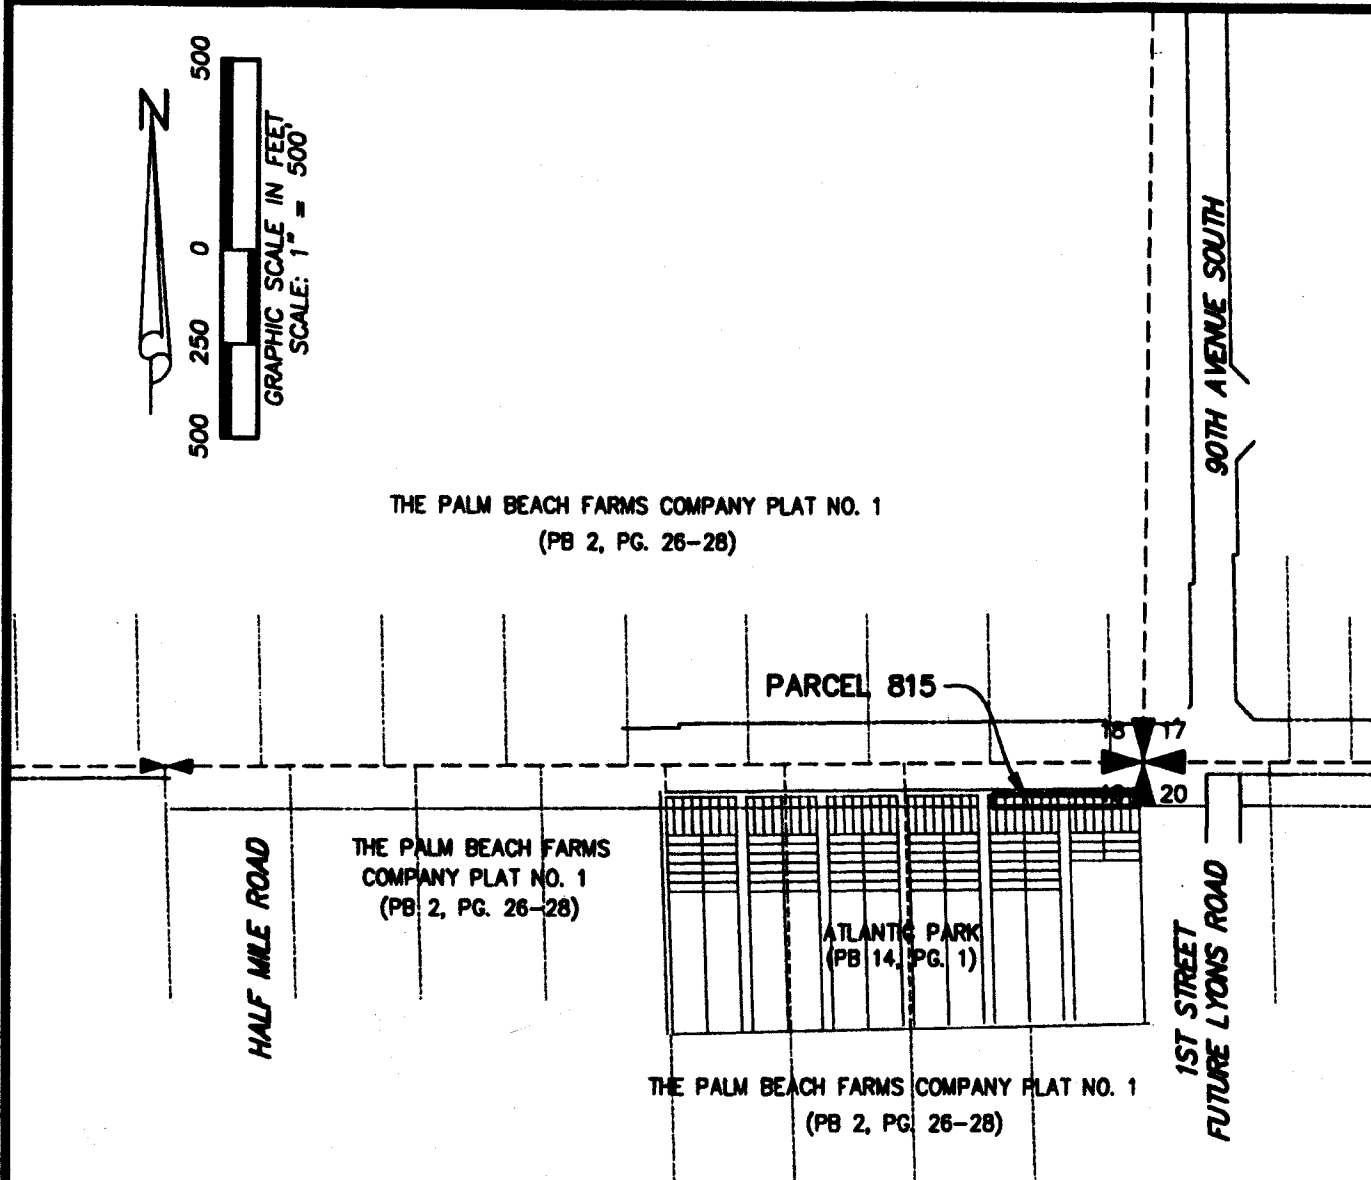 N
500
0
250
500
GRAPHIC SCALE IN FEET
SCALE: 1" = 500'
90TH AVENUE SOUTH
THE PALM BEACH FARMS COMPANY PLAT NO. 1
(PB 2, PG. 26-28)
PARCEL 815
18 17
19 20
HALF MILE ROAD
THE PALM BEACH FARMS
COMPANY PLAT NO. 1
(PB 2, PG. 26-28)
ATLANTIC PARK
(PB 14, PG. 1)
1ST STREET
FUTURE LYONS ROAD
THE PALM BEACH FARMS COMPANY PLAT NO. 1
(PB 2, PG. 26-28)